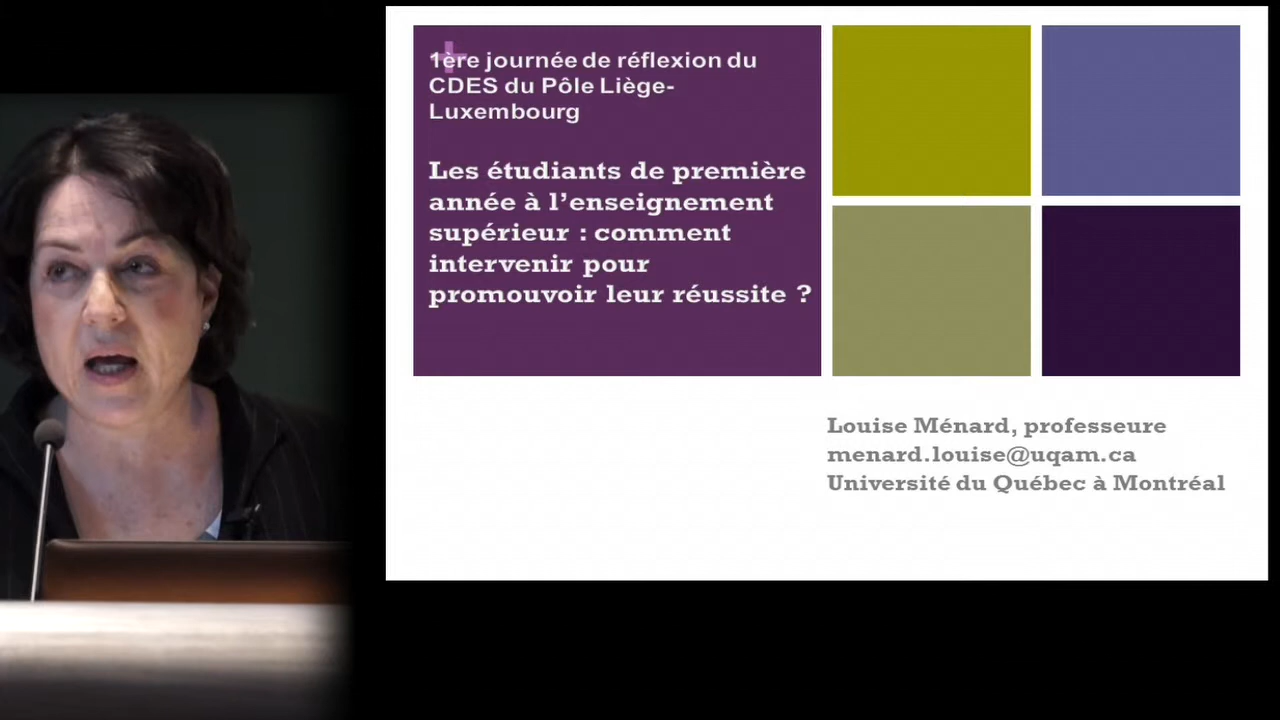 1ère journée de réflexion du
CDES du Pôle Liège-
Luxembourg
Les étudiants de première
année à l’enseignement
supérieur : comment
intervenir pour
promouvoir leur réussite ?
Louise Ménard, professeure
menard.louise@uqam.ca
Université du Québec à Montréal